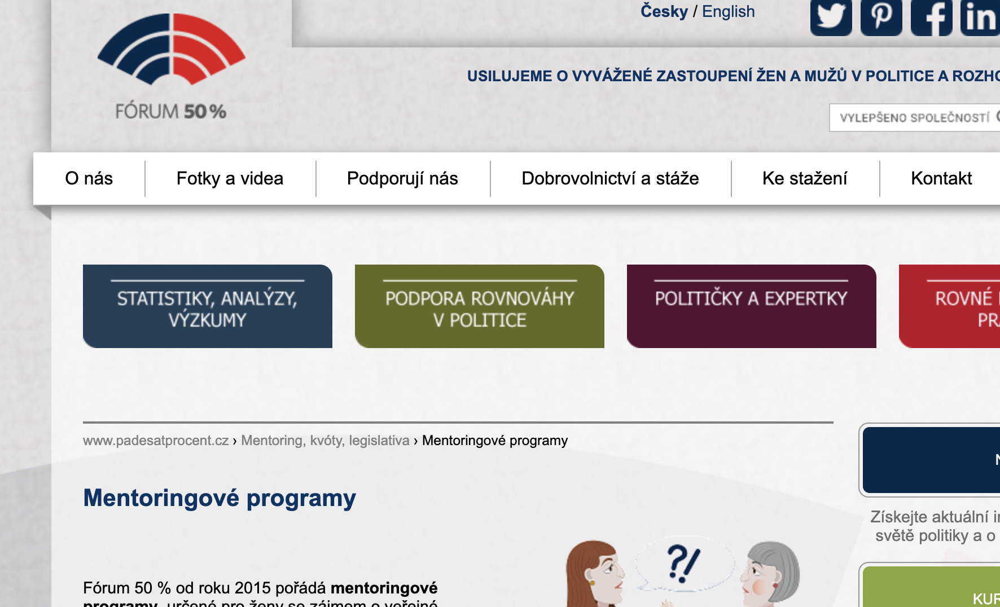 Česky / English
FÓRUM 50 %
USILUJEME O VYVÁŽENÉ ZASTOUPENÍ ŽEN A MUŽŮ V POLITICE A
VYLEPŠENO SPOLEČNOSTÍ
O nás
Fotky a videa
Podporují nás
Dobrovolnictví a stáže
Ke stažení
Kontakt
STATISTIKY, ANALÝZY,
VÝZKUMY
PODPORA ROVNOVÁHY
V POLITICE
POLITIČKY A EXPERTKY
ROVNÉ
www.padesatprocent.cz › Mentoring, kvóty, legislativa › Mentoringové programy
Mentoringové programy
?!
Fórum 50 % od roku 2015 pořádá mentoringové
programy, určené pro ženy se zájmem o veřejné
Získejte aktuální
světě politiky a o